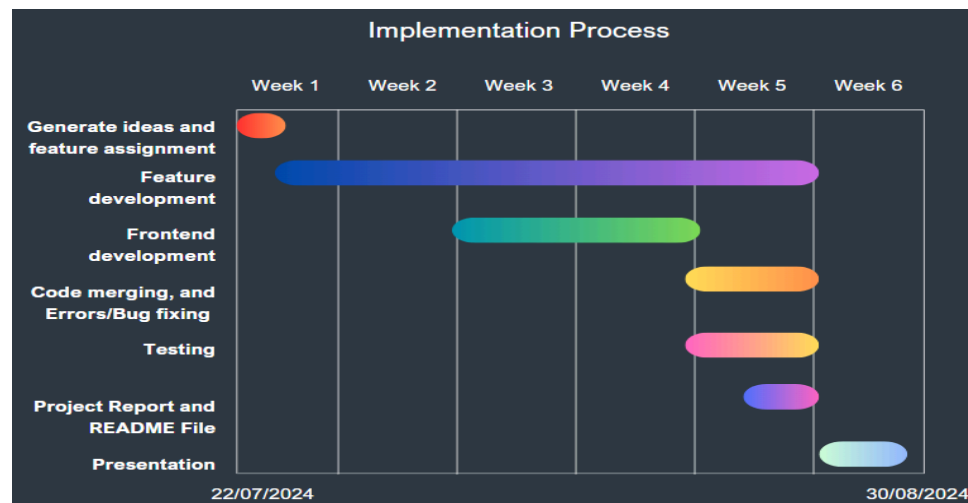 Implementation Process
Week 1 Week 2 Week 3 Week 4 Week 5 Week 6
Generate ideas and
feature assignment
Feature
development
Frontend
development
Code merging, and
Errors/Bug fixing
Testing
Project Report and
README File
Presentation
22/07/2024 30/08/2024